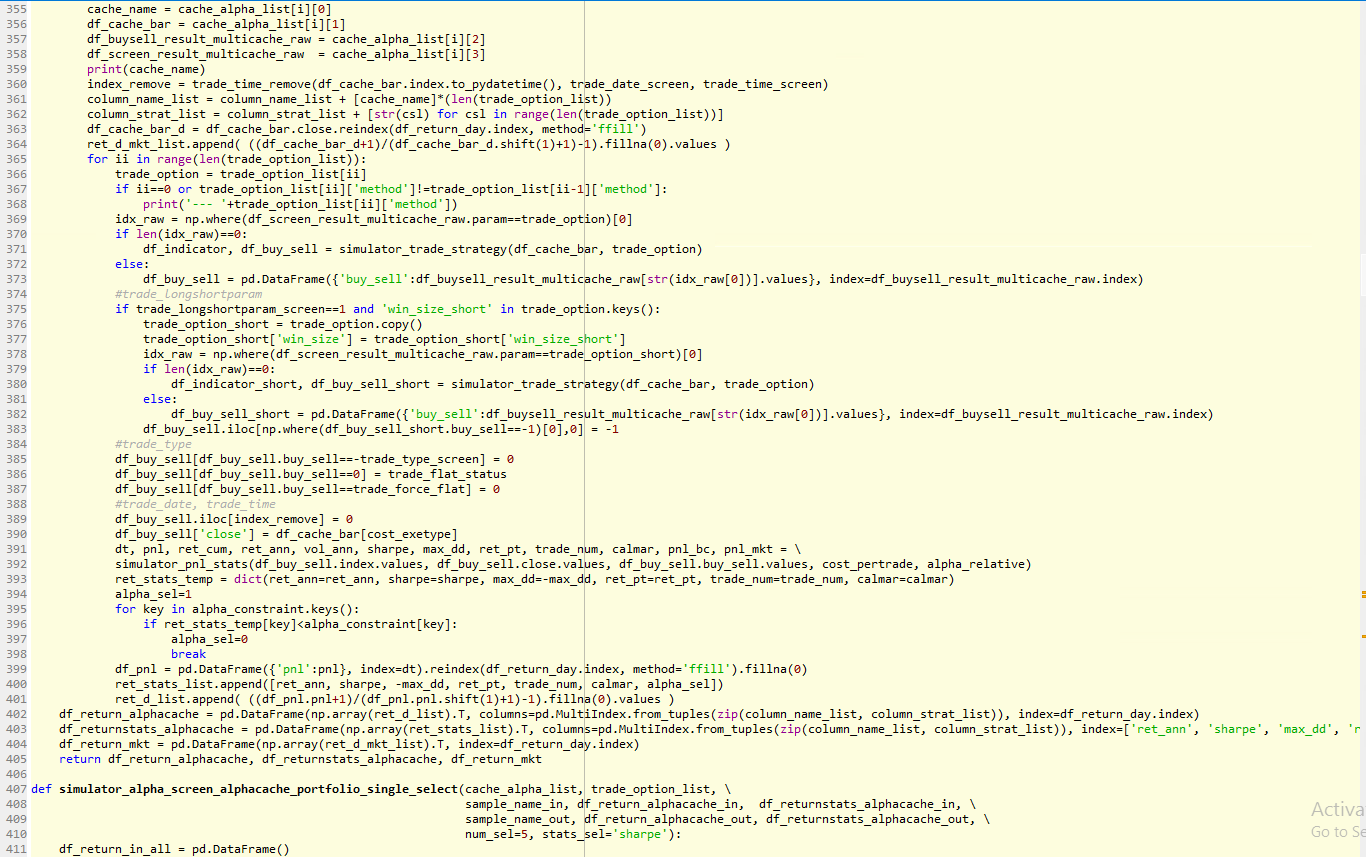 355 cache_name = cache_alpha_list[i][0]
356 df_cache_bar = cache_alpha_list[i][1]
357 df_buysell_result_multicache_raw = cache_alpha_list[i][2]
358 df_screen_result_multicache_raw  = cache_alpha_list[i][3]
359 print(cache_name)
360 index_remove = trade_time_remove(df_cache_bar.index.to_pydatetime(), trade_date_screen, trade_time_screen)
361 column_name_list = column_name_list + [cache_name]*(len(trade_option_list))
362 column_strat_list = column_strat_list + [str(csl) for csl in range(len(trade_option_list))]
363 df_cache_bar_d = df_cache_bar.close.reindex(df_return_day.index, method='ffill')
364 ret_d_mkt_list.append( ((df_cache_bar_d+1)/(df_cache_bar_d.shift(1)+1)-1).fillna(0).values )
365 for ii in range(len(trade_option_list)):
366 trade_option = trade_option_list[ii]
367 if ii==0 or trade_option_list[ii]['method']!=trade_option_list[ii-1]['method']:
368 print('--- '+trade_option_list[ii]['method'])
369 idx_raw = np.where(df_screen_result_multicache_raw.param==trade_option)[0]
370 if len(idx_raw)==0:
371 df_indicator, df_buy_sell = simulator_trade_strategy(df_cache_bar, trade_option)
372 else:
373 df_buy_sell = pd.DataFrame({'buy_sell':df_buysell_result_multicache_raw[str(idx_raw[0])].values}, index=df_buysell_result_multicache_raw.index)
374 #trade_longshortparam
375 if trade_longshortparam_screen==1 and 'win_size_short' in trade_option.keys():
376 trade_option_short = trade_option.copy()
377 trade_option_short['win_size'] = trade_option_short['win_size_short']
378 idx_raw = np.where(df_screen_result_multicache_raw.param==trade_option_short)[0]
379 if len(idx_raw)==0:
380 df_indicator_short, df_buy_sell_short = simulator_trade_strategy(df_cache_bar, trade_option)
381 else:
382 df_buy_sell_short = pd.DataFrame({'buy_sell':df_buysell_result_multicache_raw[str(idx_raw[0])].values}, index=df_buysell_result_multicache_raw.index)
383 df_buy_sell.iloc[np.where(df_buy_sell_short.buy_sell==-1)[0],0] = -1
384 #trade_type
385 df_buy_sell[df_buy_sell.buy_sell==-trade_type_screen] = 0
386 df_buy_sell[df_buy_sell.buy_sell==0] = trade_flat_status
387 df_buy_sell[df_buy_sell.buy_sell==trade_force_flat] = 0
388 #trade_date, trade_time
389 df_buy_sell.iloc[index_remove] = 0
390 df_buy_sell['close'] = df_cache_bar[cost_exetype]
391 dt, pnl, ret_cum, ret_ann, vol_ann, sharpe, max_dd, ret_pt, trade_num, calmar, pnl_bc, pnl_mkt = \
392 simulator_pnl_stats(df_buy_sell.index.values, df_buy_sell.close.values, df_buy_sell.buy_sell.values, cost_pertrade, alpha_relative)
393 ret_stats_temp = dict(ret_ann=ret_ann, sharpe=sharpe, max_dd=-max_dd, ret_pt=ret_pt, trade_num=trade_num, calmar=calmar)
394 alpha_sel=1
395 for key in alpha_constraint.keys():
396 if ret_stats_temp[key]<alpha_constraint[key]:
397 alpha_sel=0
398 break
399 df_pnl = pd.DataFrame({'pnl':pnl}, index=dt).reindex(df_return_day.index, method='ffill').fillna(0)
400 ret_stats_list.append([ret_ann, sharpe, -max_dd, ret_pt, trade_num, calmar, alpha_sel])
401 ret_d_list.append( ((df_pnl.pnl+1)/(df_pnl.pnl.shift(1)+1)-1).fillna(0).values )
402 df_return_alphacache = pd.DataFrame(np.array(ret_d_list).T, columns=pd.MultiIndex.from_tuples(zip(column_name_list, column_strat_list)), index=df_return_day.index)
403 df_returnstats_alphacache = pd.DataFrame(np.array(ret_stats_list).T, columns=pd.MultiIndex.from_tuples(zip(column_name_list, column_strat_list)), index=['ret_ann', 'sharpe', 'max_dd', 'r
404 df_return_mkt = pd.DataFrame(np.array(ret_d_mkt_list).T, index=df_return_day.index)
405 return df_return_alphacache, df_returnstats_alphacache, df_return_mkt
406
407 def simulator_alpha_screen_alphacache_portfolio_single_select(cache_alpha_list, trade_option_list, \
408 sample_name_in, df_return_alphacache_in,  df_returnstats_alphacache_in, \
409 sample_name_out, df_return_alphacache_out, df_returnstats_alphacache_out, \
410 num_sel=5, stats_sel='sharpe'):
411 df_return_in_all = pd.DataFrame()
Activa
Go to Se